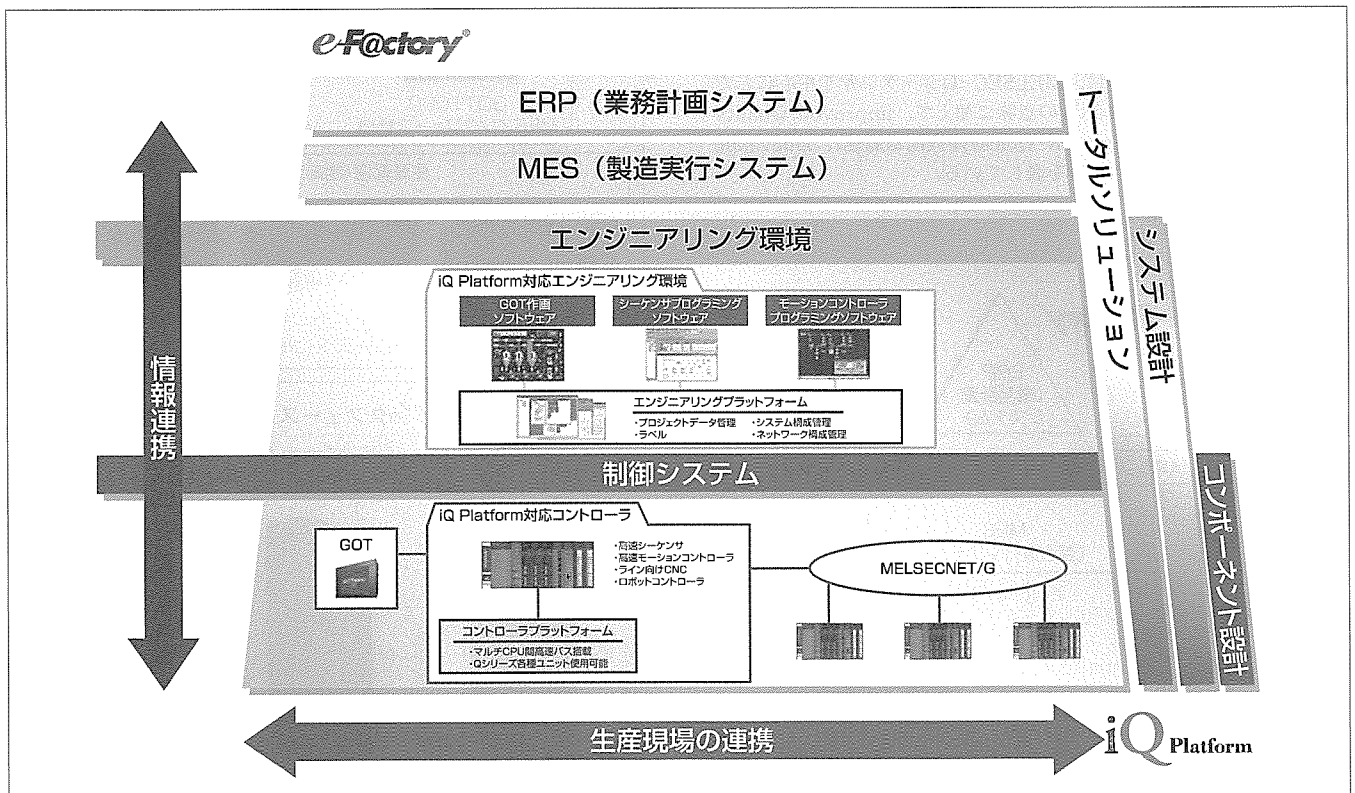 e-F@ctory®
ERP（業務計画システム）
MES（製造実行システム）
エンジニアリング環境
iQ Platform対応エンジニアリング環境
GOT作画
ソフトウェア
シーケンサプログラミング
ソフトウェア
モーションコントローラ
プログラミングソフトウェア
エンジニアリングプラットフォーム
・プロジェクトデータ管理
・システム構成管理
・ラベル
・ネットワーク構成管理
制御システム
iQ Platform対応コントローラ
GOT
・高速シーケンサ
・高速モーションコントローラ
・ライン向けCNC
・ロボットコントローラ
MELSECNET/G
コントローラプラットフォーム
・マルチCPU間高速バス搭載
・Qシリーズ各種ユニット使用可能
情報連携
トータルソリューション
システム設計
コンポーネント設計
生産現場の連携
iQ Platform